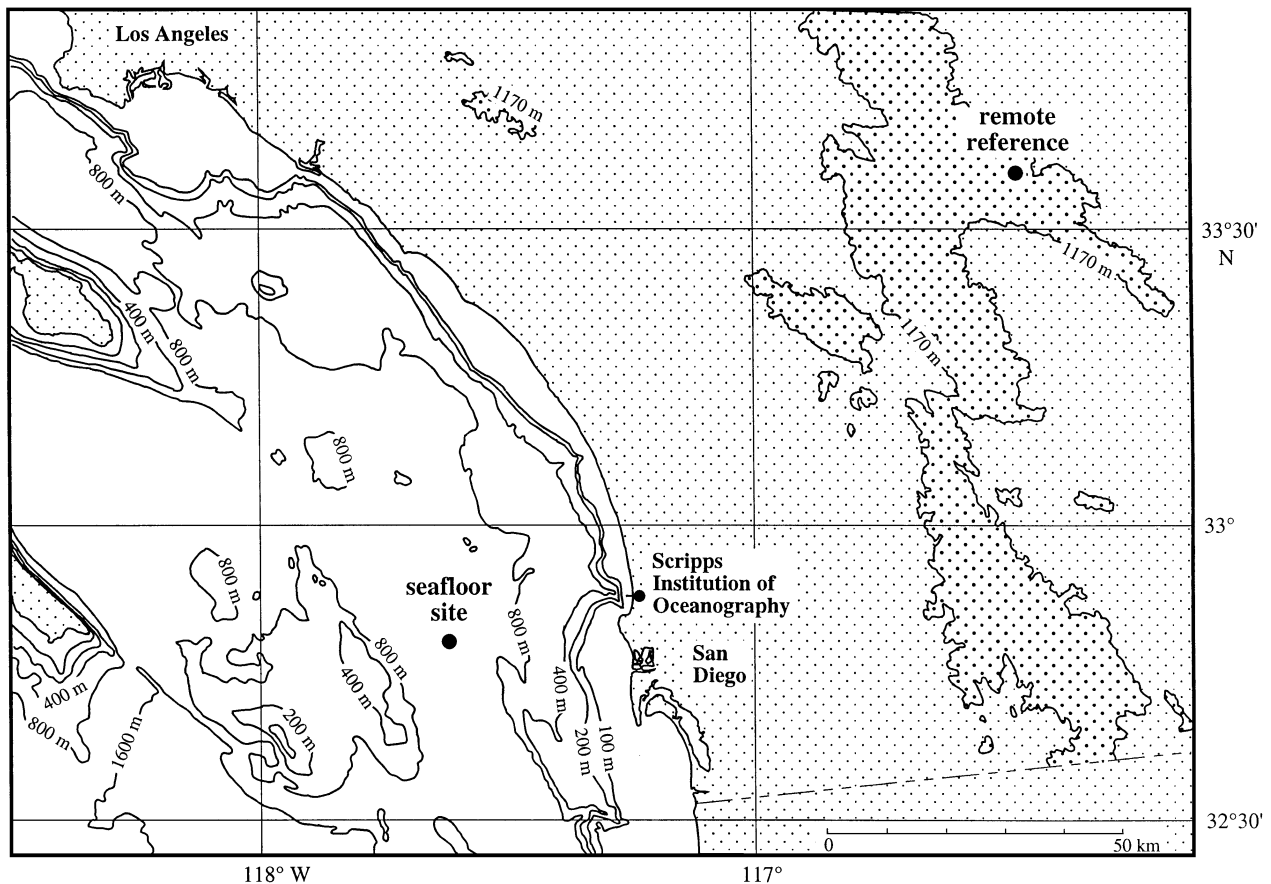 Los Angeles
1170 m
remote
reference
800 m
33°30'
N
1170 m
400 m
800 m
1170 m
800 m
33°
Scripps
Institution of
Oceanography
800 m
seafloor
site
800 m
800 m
San
Diego
400 m
400 m
400 m
200 m
100 m
200 m
800 m
1600 m
32°30'
0
50 km
118° W
117°